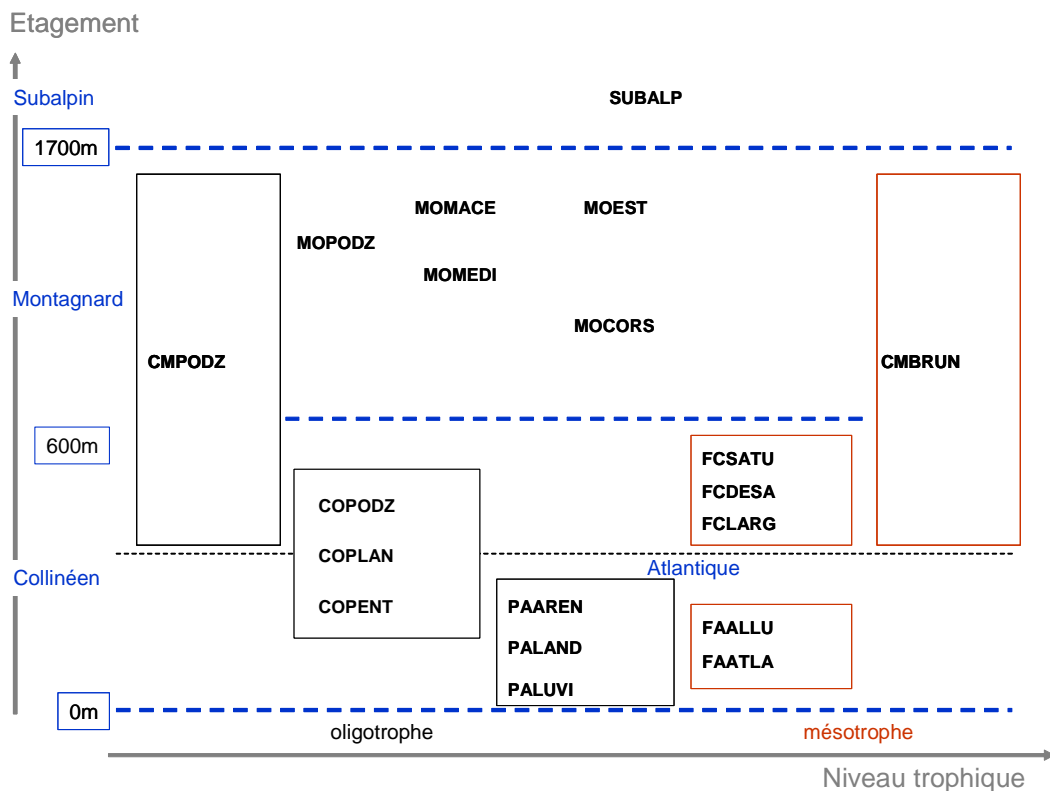 Etagement
Subalpin
SUBALP
1700m
MOMACE
MOEST
MOPODZ
MOMEDI
Montagnard
MOCORS
CMPODZ
CMBRUN
600m
FCSATU
FCDESA
FCLARG
COPODZ
COPLAN
COPENT
Atlantique
Collinéen
PAAREN
PALAND
PALUVI
FAALLU
FAATLA
0m
oligotrophe
mésotrophe
Niveau trophique